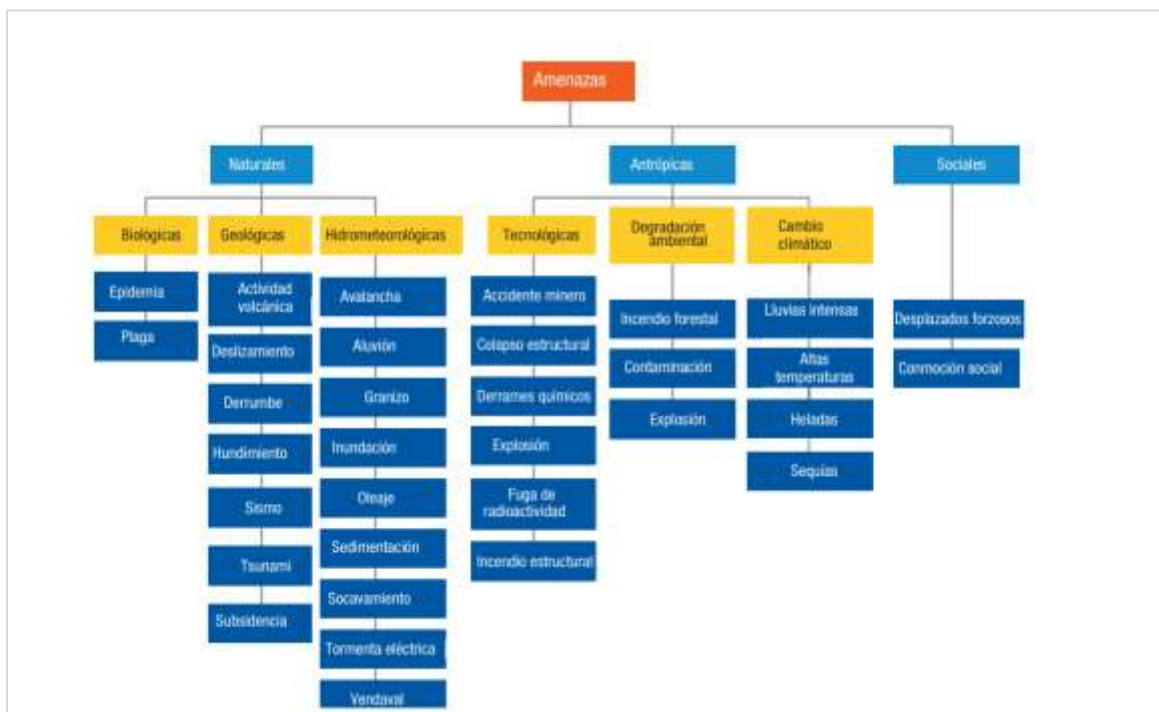 Amenazas
Naturales
Antrópicas
Sociales
Biológicas
Geológicas
Hidrometeorológicas
Tecnológicas
Degradación
ambiental
Cambio
climático
Epidemia
Plaga
Actividad
volcánica
Deslizamiento
Derrumbe
Hundimiento
Sismo
Tsunami
Subsidencia
Avalancha
Aluvión
Granizo
Inundación
Oleaje
Sedimentación
Socavamiento
Tormenta eléctrica
Vendaval
Accidente minero
Colapso estructural
Derrames químicos
Explosión
Fuga de
radioactividad
Incendio estructural
Incendio forestal
Contaminación
Explosión
Lluvias intensas
Altas
temperaturas
Heladas
Sequías
Desplazados forzosos
Conmoción social